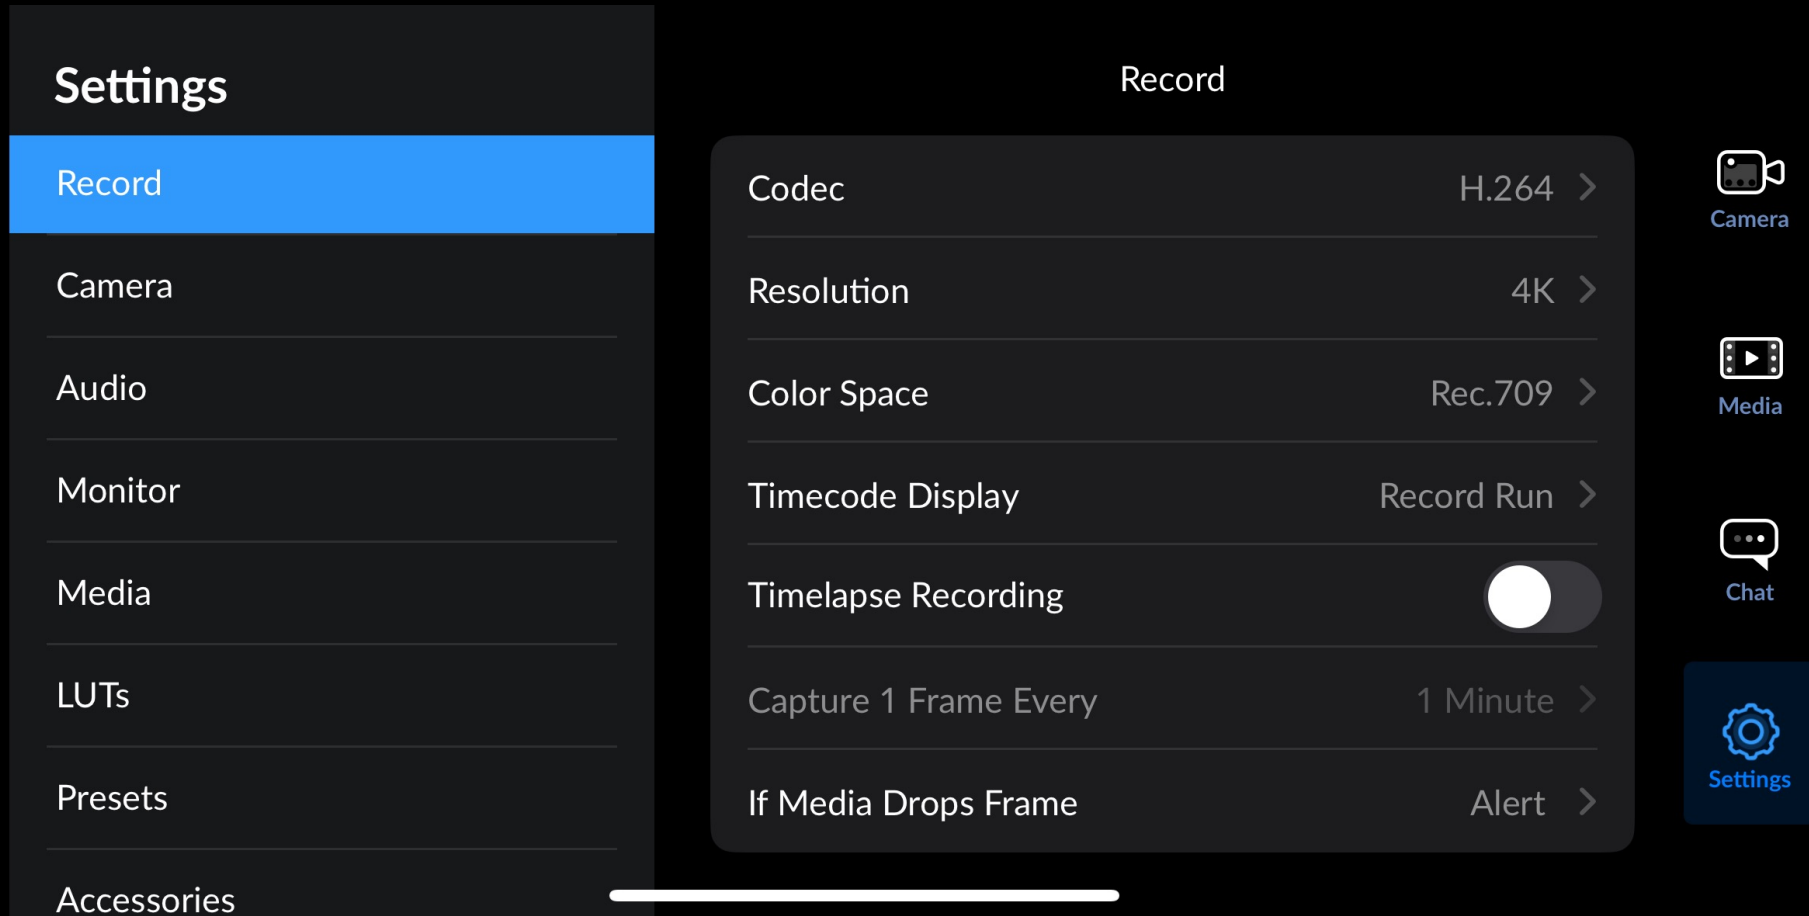 Settings
Record
Camera
Audio
Monitor
Media
LUTs
Presets
Accessories
Record
Codec H.264
Resolution 4K
Color Space Rec.709
Timecode Display Record Run
Timelapse Recording
Capture 1 Frame Every 1 Minute
If Media Drops Frame Alert
Camera
Media
Chat
Settings